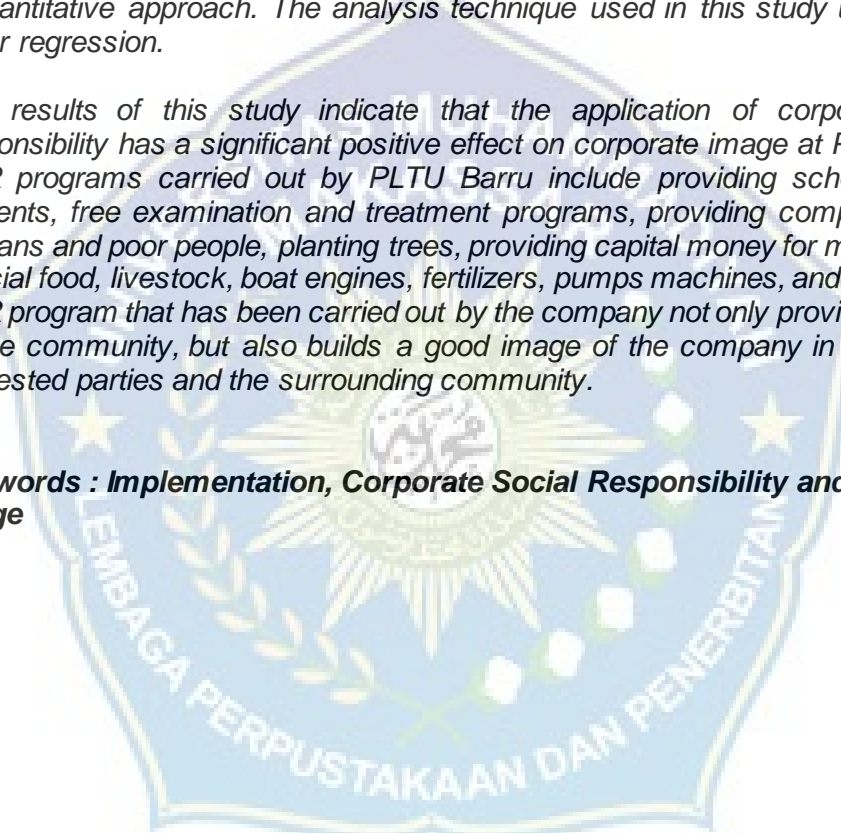 antitative approach. The analysis technique used in this study u
r regression.
results of this study indicate that the application of corpo
onsibility has a significant positive effect on corporate image at P
programs carried out by PLTU Barru include providing sch
ents, free examination and treatment programs, providing comp
ans and poor people, planting trees, providing capital money for m
cial food, livestock, boat engines, fertilizers, pumps machines, and
R program that has been carried out by the company not only provi
e community, but also builds a good image of the company in
ested parties and the surrounding community.
words : Implementation, Corporate Social Responsibility and
ge
UNIVERSITAS MUHAMMADIYAH
MAKASSAR
LEMBAGA PERPUSTAKAAN DAN PENERBITAN